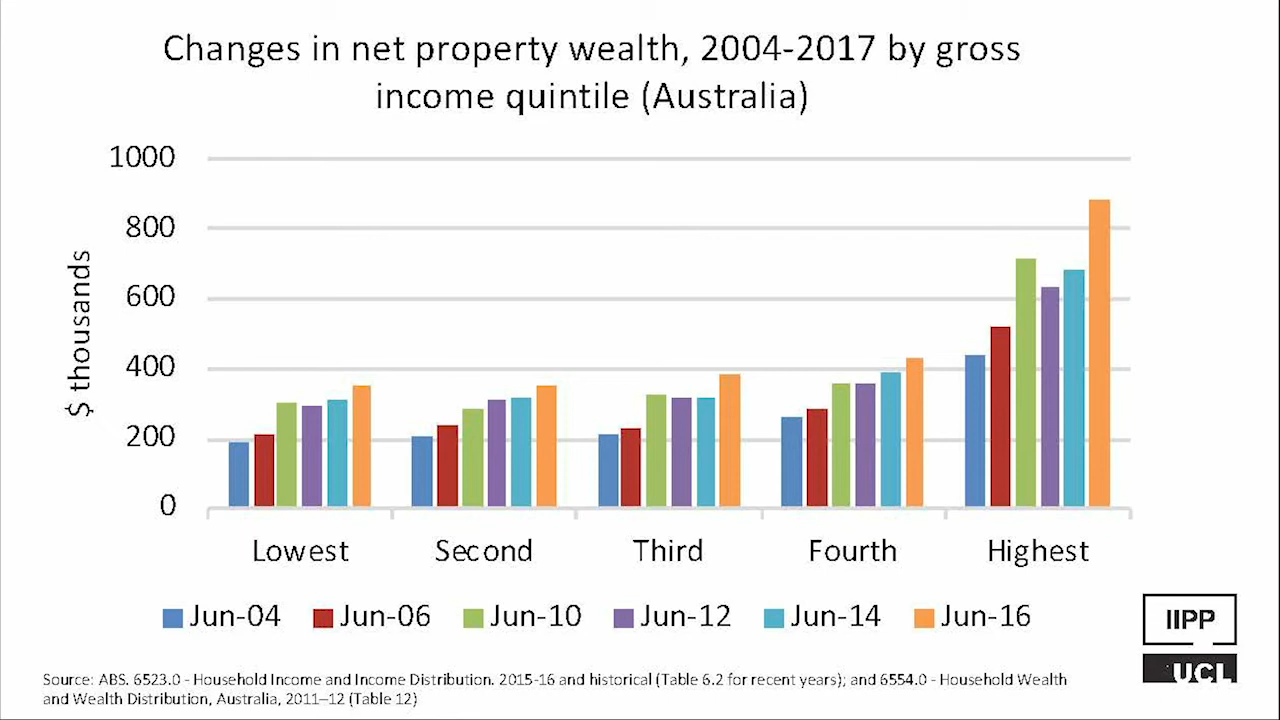 Changes in net property wealth, 2004-2017 by gross
income quintile (Australia)
1000
800
600
400
200
0
$ thousands
Lowest Second Third Fourth Highest
Jun-04 Jun-06 Jun-10 Jun-12 Jun-14 Jun-16
IIPP
UCL
Source: ABS. 6523.0 - Household Income and Income Distribution. 2015-16 and historical (Table 6.2 for recent years); and 6554.0 - Household Wealth
and Wealth Distribution, Australia, 2011–12 (Table 12)